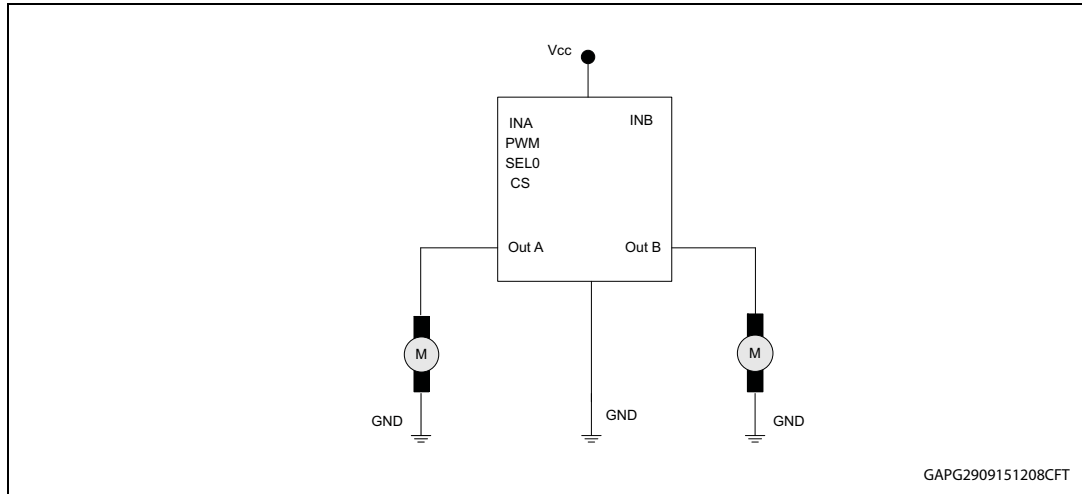 Vcc
INA INB
PWM
SEL0
CS
Out A Out B
M M
GND GND GND
GAPG2909151208CFT